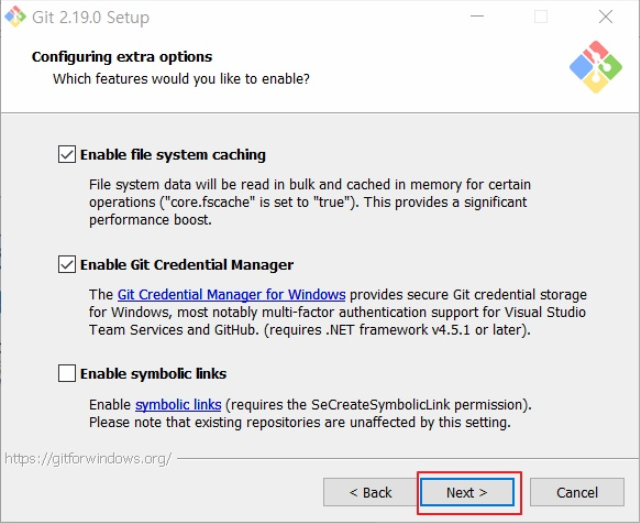 Git 2.19.0 Setup
Configuring extra options
Which features would you like to enable?
Enable file system caching
File system data will be read in bulk and cached in memory for certain
operations ("core.fscache" is set to "true"). This provides a significant
performance boost.
Enable Git Credential Manager
The Git Credential Manager for Windows provides secure Git credential storage
for Windows, most notably multi-factor authentication support for Visual Studio
Team Services and GitHub. (requires .NET framework v4.5.1 or later).
Enable symbolic links
Enable symbolic links (requires the SeCreateSymbolicLink permission).
Please note that existing repositories are unaffected by this setting.
https://gitforwindows.org/
< Back
Next >
Cancel